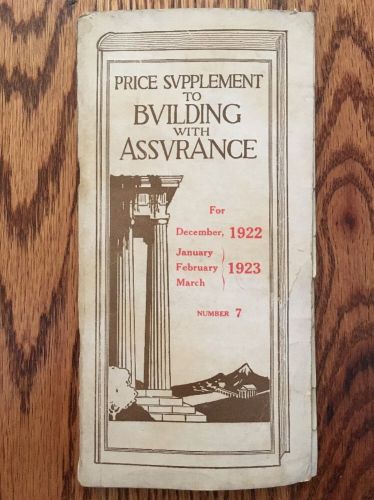 PRICE SVPPLEMENT
TO
BVILDING
WITH
ASSVRANCE
For
December, 1922
January
February } 1923
March
NUMBER 7